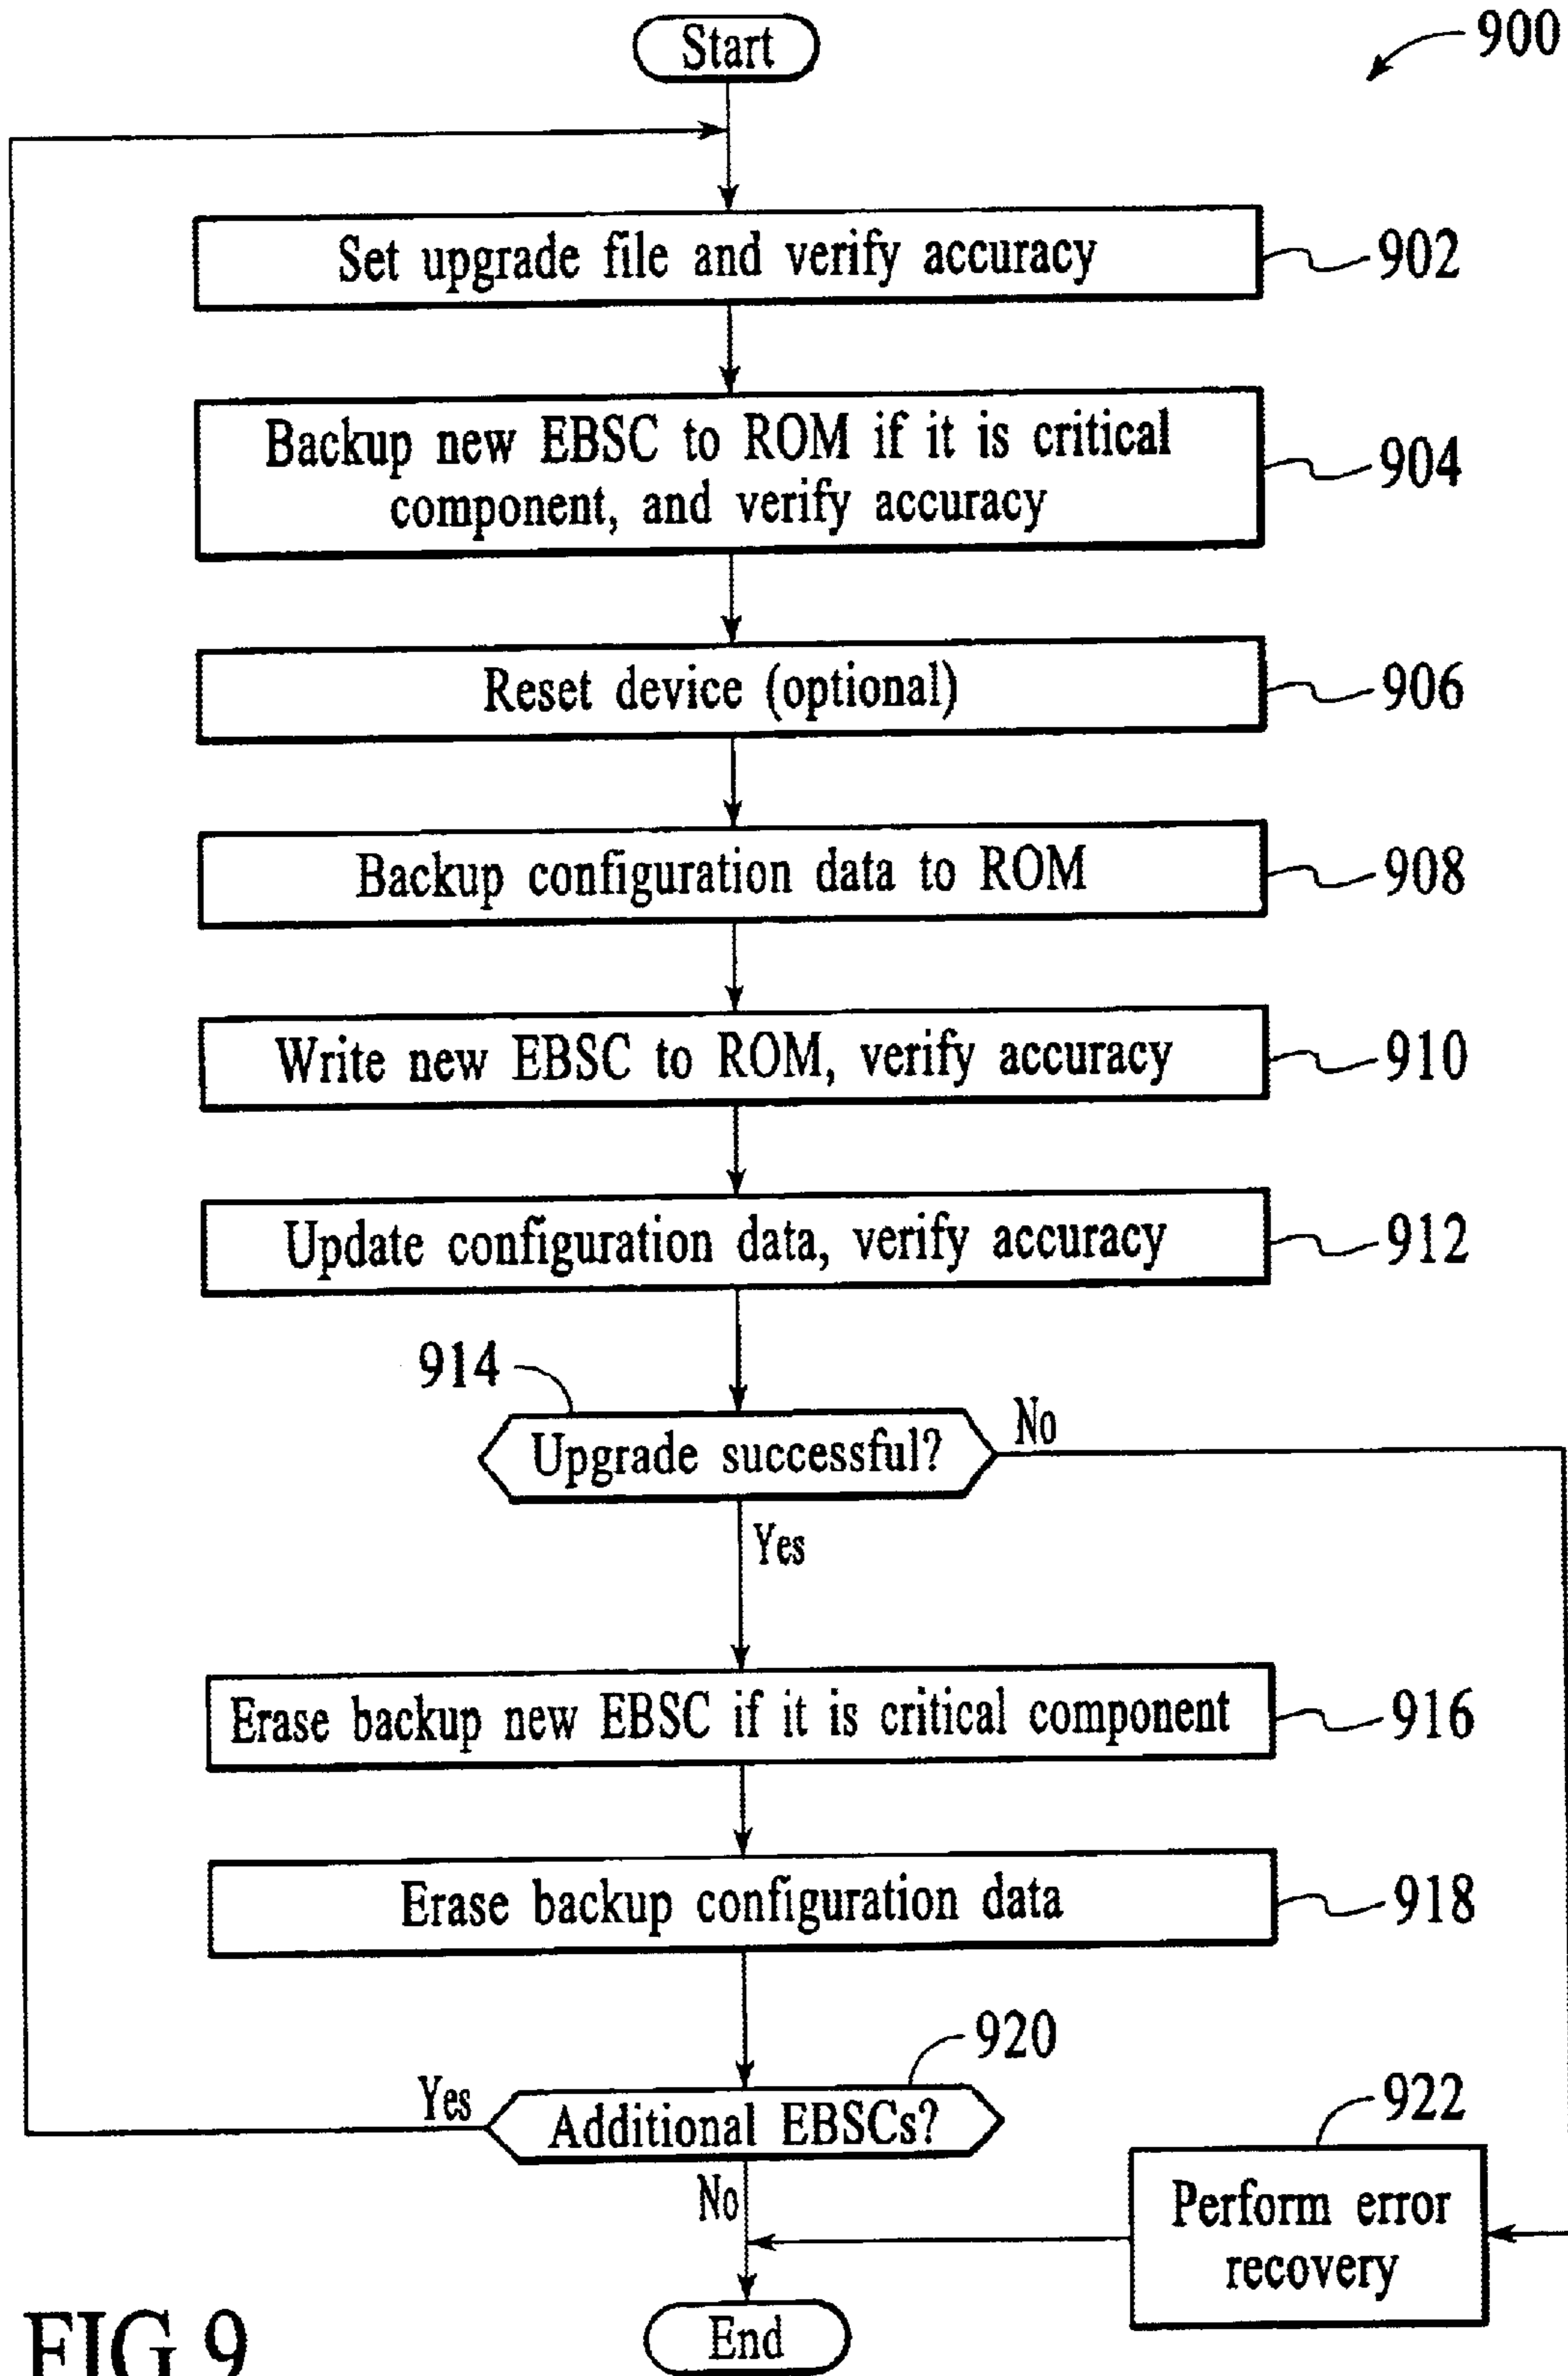 Start
900
Set upgrade file and verify accuracy
902
Backup new EBSC to ROM if it is critical
component, and verify accuracy
904
Reset device (optional)
906
Backup configuration data to ROM
908
Write new EBSC to ROM, verify accuracy
910
Update configuration data, verify accuracy
912
914
Upgrade successful?
No
Yes
Erase backup new EBSC if it is critical component
916
Erase backup configuration data
918
920
Yes
Additional EBSCs?
922
No
Perform error
recovery
End
FIG 9